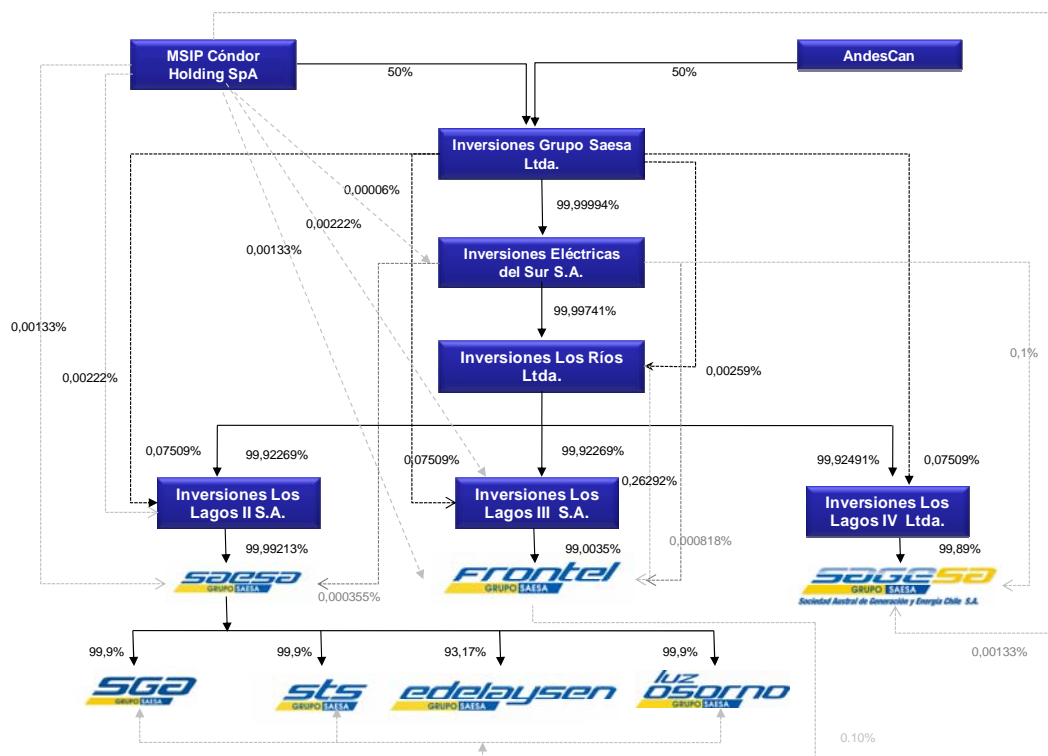 MSIP Cóndor
Holding SpA
AndesCan
50%
50%
Inversiones Grupo Saesa
Ltda.
0,00006%
99,99994%
0,00222%
0,00133%
Inversiones Eléctricas
del Sur S.A.
99,99741%
0,00133%
0,1%
Inversiones Los Ríos
Ltda.
0,00259%
0,00222%
0,07509%
99,92269%
0,07509%
99,92269%
99,92491%
0,07509%
0,26292%
Inversiones Los
Lagos II S.A.
Inversiones Los
Lagos III S.A.
Inversiones Los
Lagos IV Ltda.
99,99213%
99,0035%
0,000818%
99,89%
saesa
GRUPO SAESA
0,000355%
Frontel
GRUPO SAESA
sagesa
GRUPO SAESA
Sociedad Austral de Generación y Energía Chile S.A.
99,9%
99,9%
93,17%
99,9%
0,00133%
SGA
GRUPO SAESA
sts
GRUPO SAESA
edelaysen
GRUPO SAESA
luz
osorno
GRUPO SAESA
0.10%